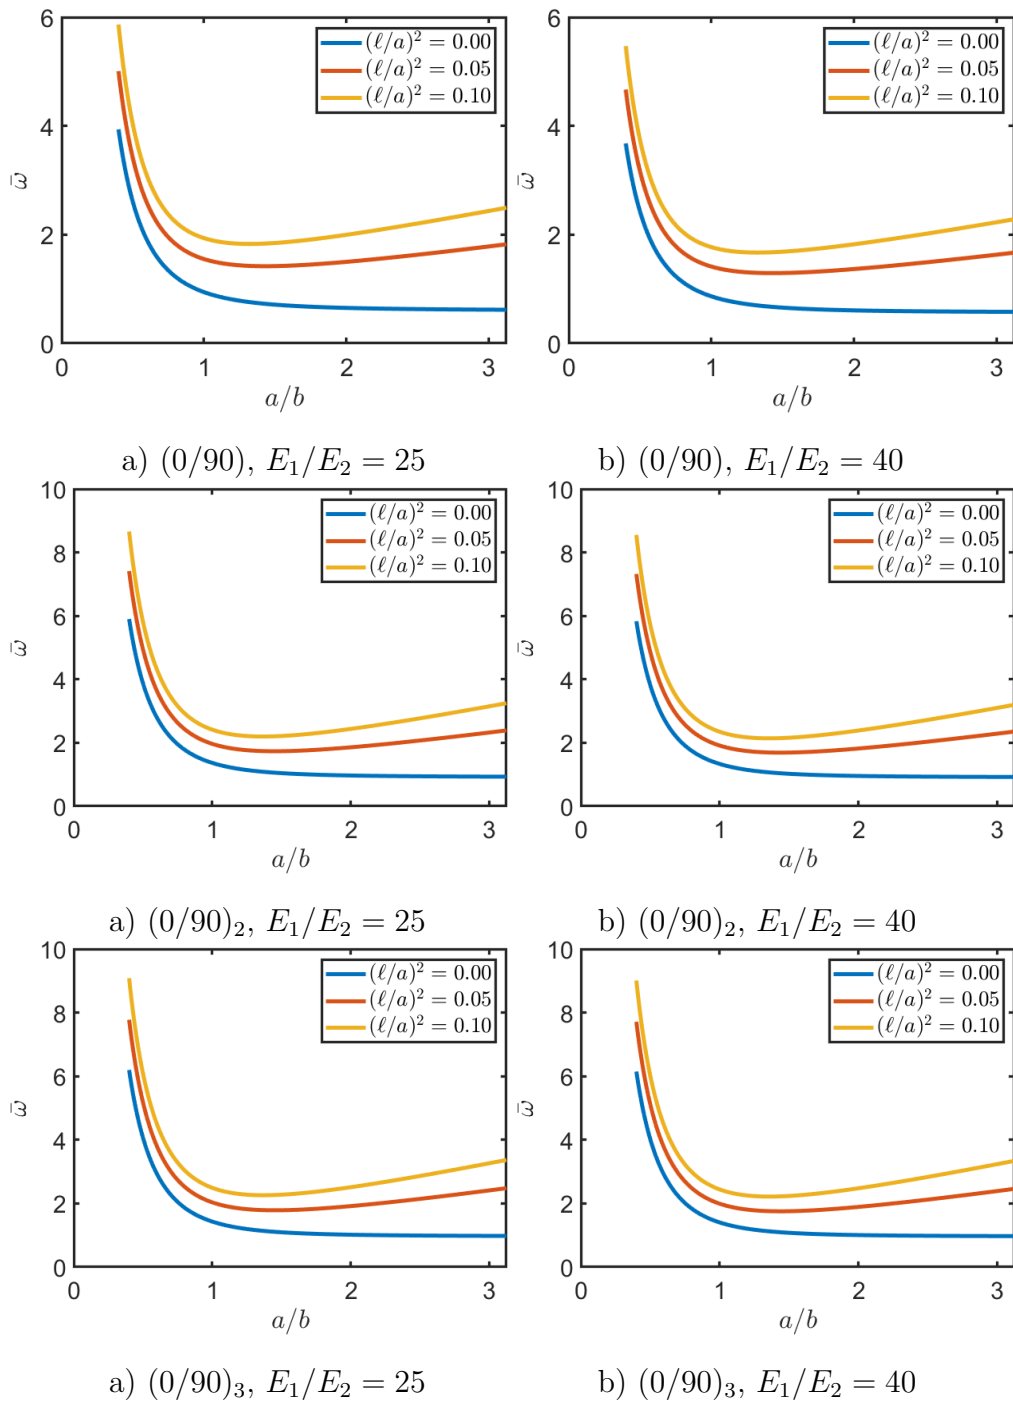 6
4
2
0
ω̄
(ℓ/a)² = 0.00
(ℓ/a)² = 0.05
(ℓ/a)² = 0.10
0 1 2 3
a/b
a) (0/90), E₁/E₂ = 25
6
4
2
0
ω̄
(ℓ/a)² = 0.00
(ℓ/a)² = 0.05
(ℓ/a)² = 0.10
0 1 2 3
a/b
b) (0/90), E₁/E₂ = 40
10
8
6
4
2
0
ω̄
(ℓ/a)² = 0.00
(ℓ/a)² = 0.05
(ℓ/a)² = 0.10
0 1 2 3
a/b
a) (0/90)₂, E₁/E₂ = 25
10
8
6
4
2
0
ω̄
(ℓ/a)² = 0.00
(ℓ/a)² = 0.05
(ℓ/a)² = 0.10
0 1 2 3
a/b
b) (0/90)₂, E₁/E₂ = 40
10
8
6
4
2
0
ω̄
(ℓ/a)² = 0.00
(ℓ/a)² = 0.05
(ℓ/a)² = 0.10
0 1 2 3
a/b
a) (0/90)₃, E₁/E₂ = 25
10
8
6
4
2
0
ω̄
(ℓ/a)² = 0.00
(ℓ/a)² = 0.05
(ℓ/a)² = 0.10
0 1 2 3
a/b
b) (0/90)₃, E₁/E₂ = 40